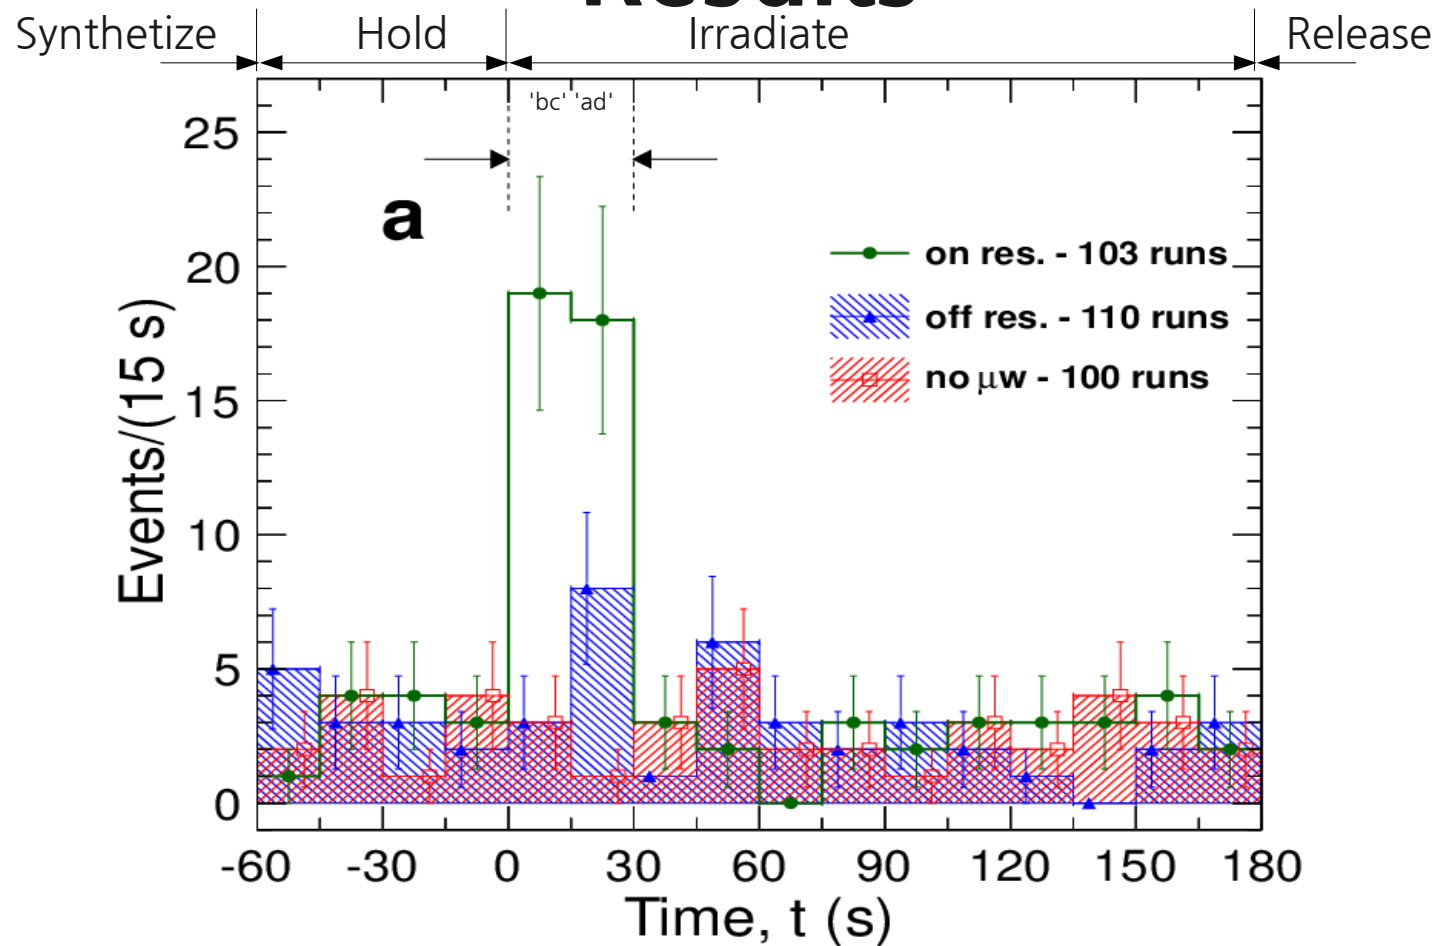 Results
Synthetize Hold Irradiate Release
'bc' 'ad'
a
on res. - 103 runs
off res. - 110 runs
no μw - 100 runs
Events/(15 s)
25
20
15
10
5
0
-60 -30 0 30 60 90 120 150 180
Time, t (s)